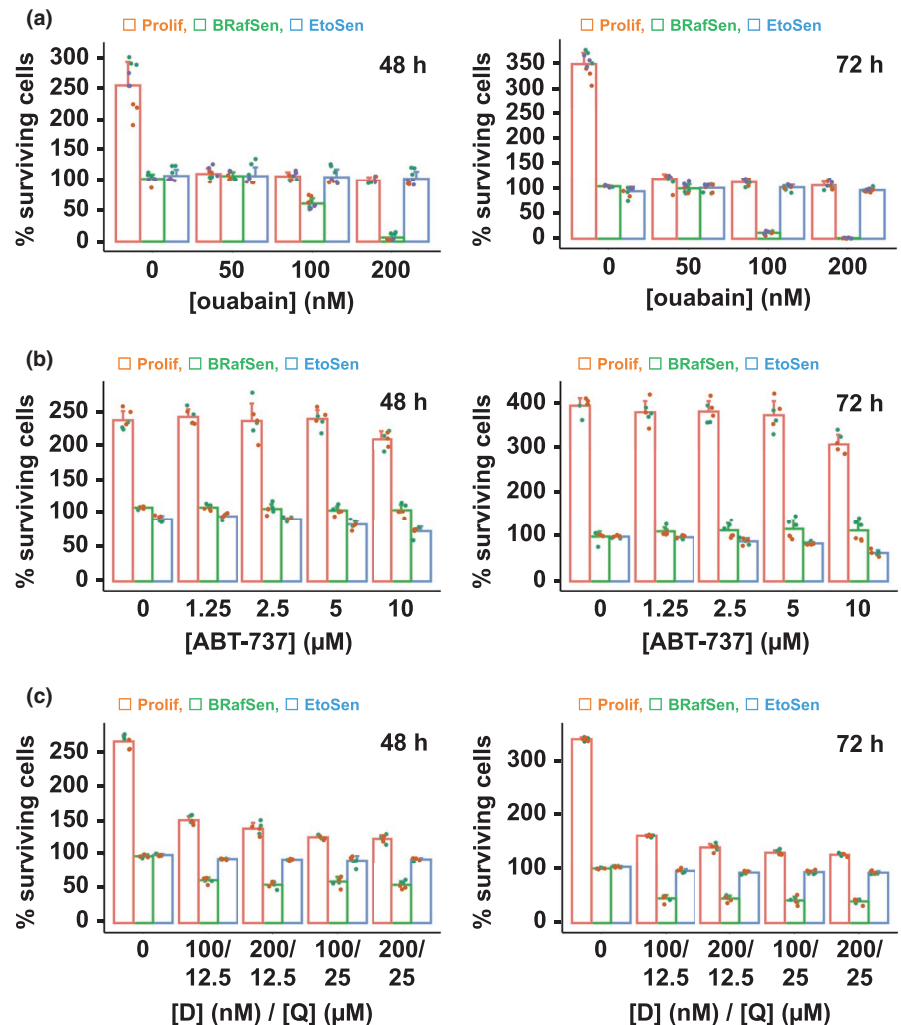 (a)
Prolif, BRafSen, EtoSen
48 h
% surviving cells
300
250
200
150
100
50
0
0 50 100 200
[ouabain] (nM)
Prolif, BRafSen, EtoSen
72 h
% surviving cells
350
300
250
200
150
100
50
0
0 50 100 200
[ouabain] (nM)
(b)
Prolif, BRafSen, EtoSen
48 h
% surviving cells
250
200
150
100
50
0
0 1.25 2.5 5 10
[ABT-737] (µM)
Prolif, BRafSen, EtoSen
72 h
% surviving cells
400
300
200
100
0
0 1.25 2.5 5 10
[ABT-737] (µM)
(c)
Prolif, BRafSen, EtoSen
48 h
% surviving cells
250
200
150
100
50
0
0 100/ 200/ 100/ 200/
12.5 12.5 25 25
[D] (nM) / [Q] (µM)
Prolif, BRafSen, EtoSen
72 h
% surviving cells
300
200
100
0
0 100/ 200/ 100/ 200/
12.5 12.5 25 25
[D] (nM) / [Q] (µM)